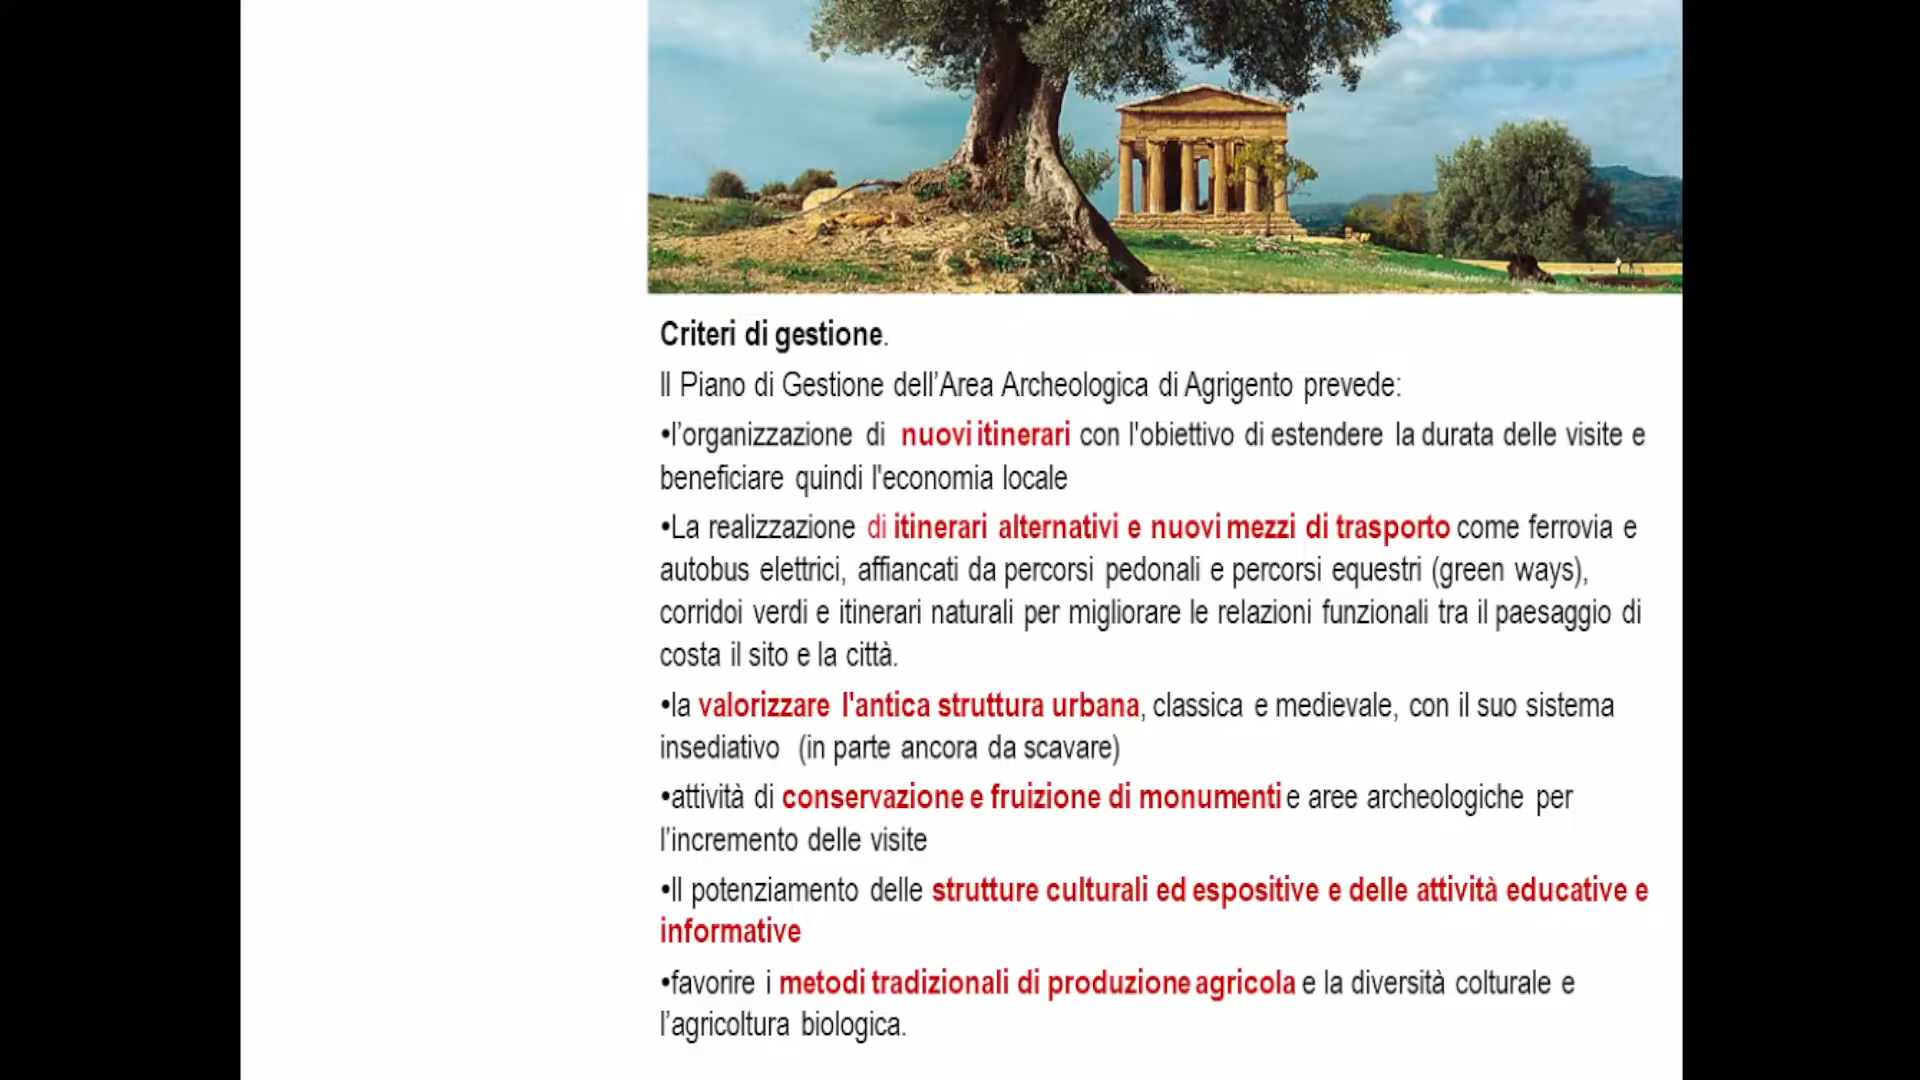 Criteri di gestione.
Il Piano di Gestione dell’Area Archeologica di Agrigento prevede:
•l’organizzazione di nuovi itinerari con l'obiettivo di estendere la durata delle visite e
beneficiare quindi l'economia locale
•La realizzazione di itinerari alternativi e nuovi mezzi di trasporto come ferrovia e
autobus elettrici, affiancati da percorsi pedonali e percorsi equestri (green ways),
corridoi verdi e itinerari naturali per migliorare le relazioni funzionali tra il paesaggio di
costa il sito e la città.
•la valorizzare l'antica struttura urbana, classica e medievale, con il suo sistema
insediativo (in parte ancora da scavare)
•attività di conservazione e fruizione di monumenti e aree archeologiche per
l’incremento delle visite
•Il potenziamento delle strutture culturali ed espositive e delle attività educative e
informative
•favorire i metodi tradizionali di produzione agricola e la diversità colturale e
l’agricoltura biologica.